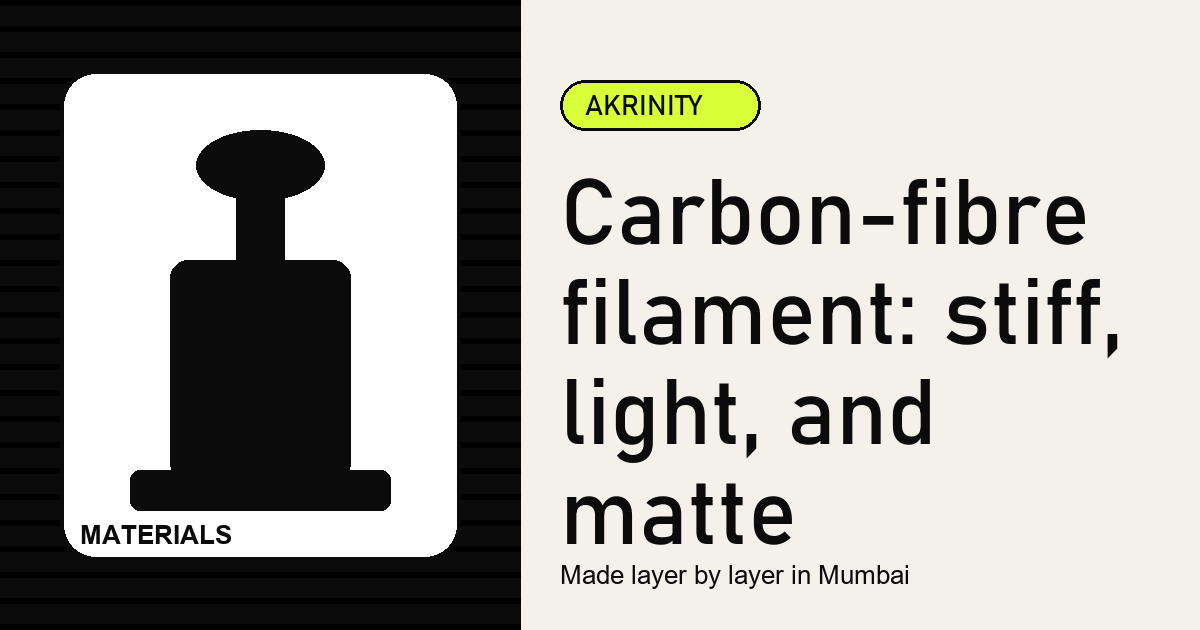 MATERIALS
AKRINITY
Carbon-fibre
filament: stiff,
light, and
matte
Made layer by layer in Mumbai